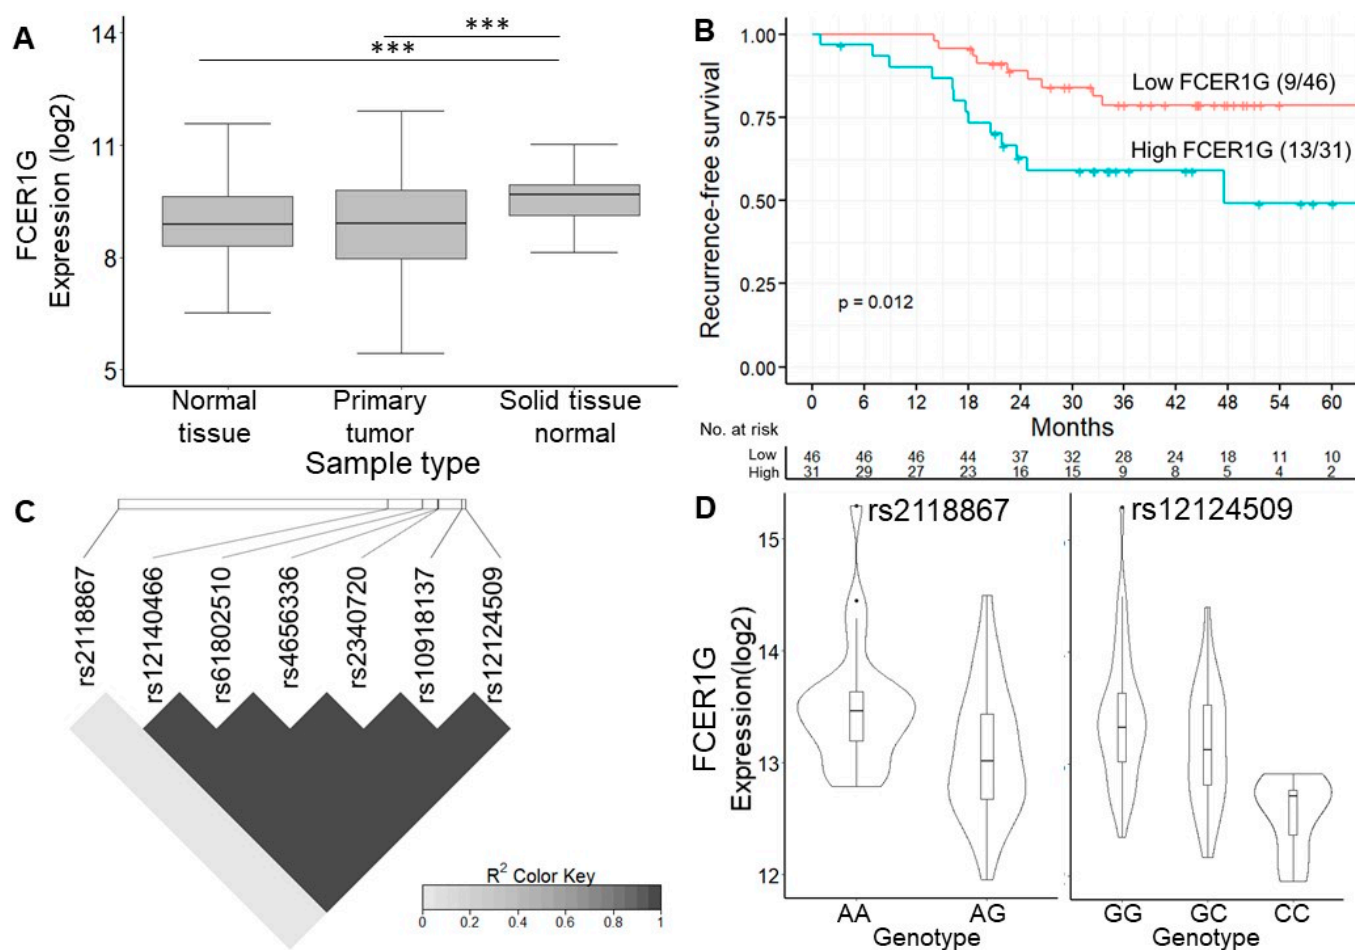 A
FCER1G
Expression (log2)
14
11
8
5
***
***
Normal
tissue
Primary
tumor
Solid tissue
normal
Sample type
B
Recurrence-free survival
1.00
0.75
0.50
0.25
0.00
Low FCER1G (9/46)
High FCER1G (13/31)
p = 0.012
0 6 12 18 24 30 36 42 48 54 60
Months
No. at risk
Low 46 46 46 44 37 32 28 24 18 11 10
High 31 29 27 23 16 15 9 8 5 4 2
C
rs2118867
rs12140466
rs61802510
rs4656336
rs2340720
rs10918137
rs12124509
R2 Color Key
0 0.2 0.4 0.6 0.8 1
D
FCER1G
Expression(log2)
15
14
13
12
rs2118867
AA AG
Genotype
rs12124509
GG GC CC
Genotype